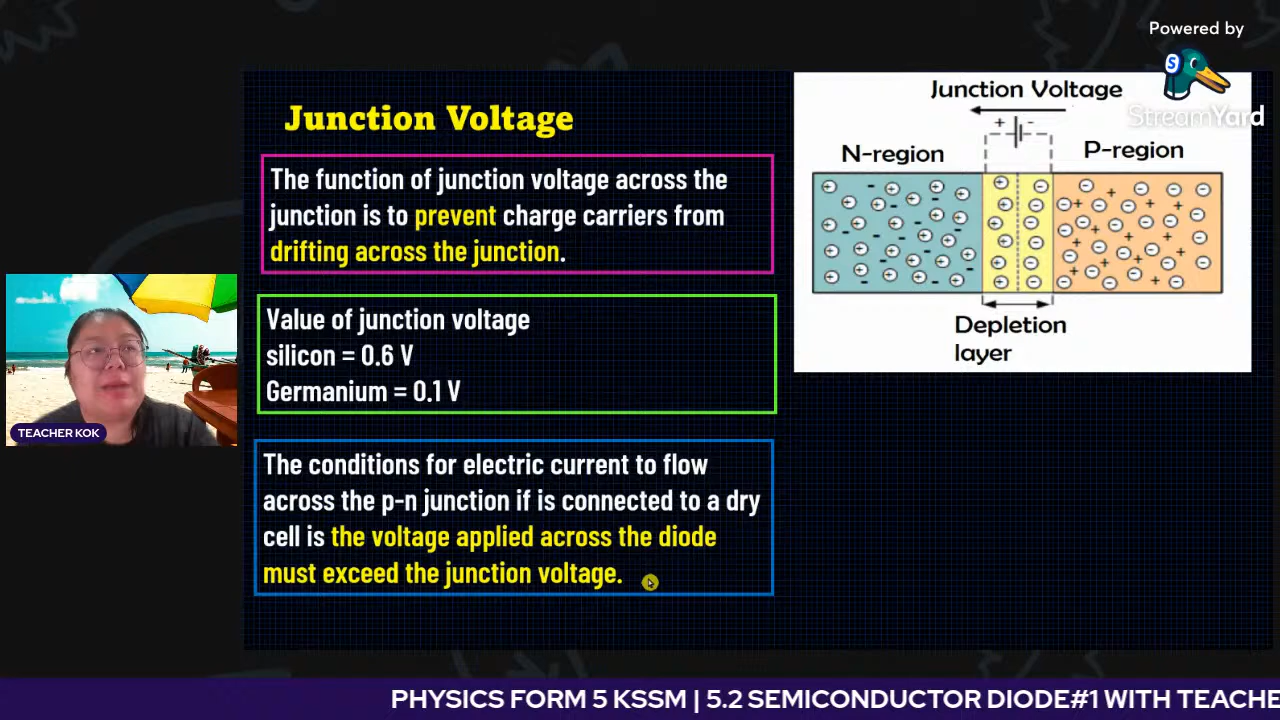 Powered by
StreamYard
Junction Voltage
The function of junction voltage across the
junction is to prevent charge carriers from
drifting across the junction.
Value of junction voltage
silicon = 0.6 V
Germanium = 0.1 V
The conditions for electric current to flow
across the p-n junction if is connected to a dry
cell is the voltage applied across the diode
must exceed the junction voltage.
Junction Voltage
+ -
N-region
P-region
Depletion
layer
TEACHER KOK
PHYSICS FORM 5 KSSM | 5.2 SEMICONDUCTOR DIODE#1 WITH TEACHE